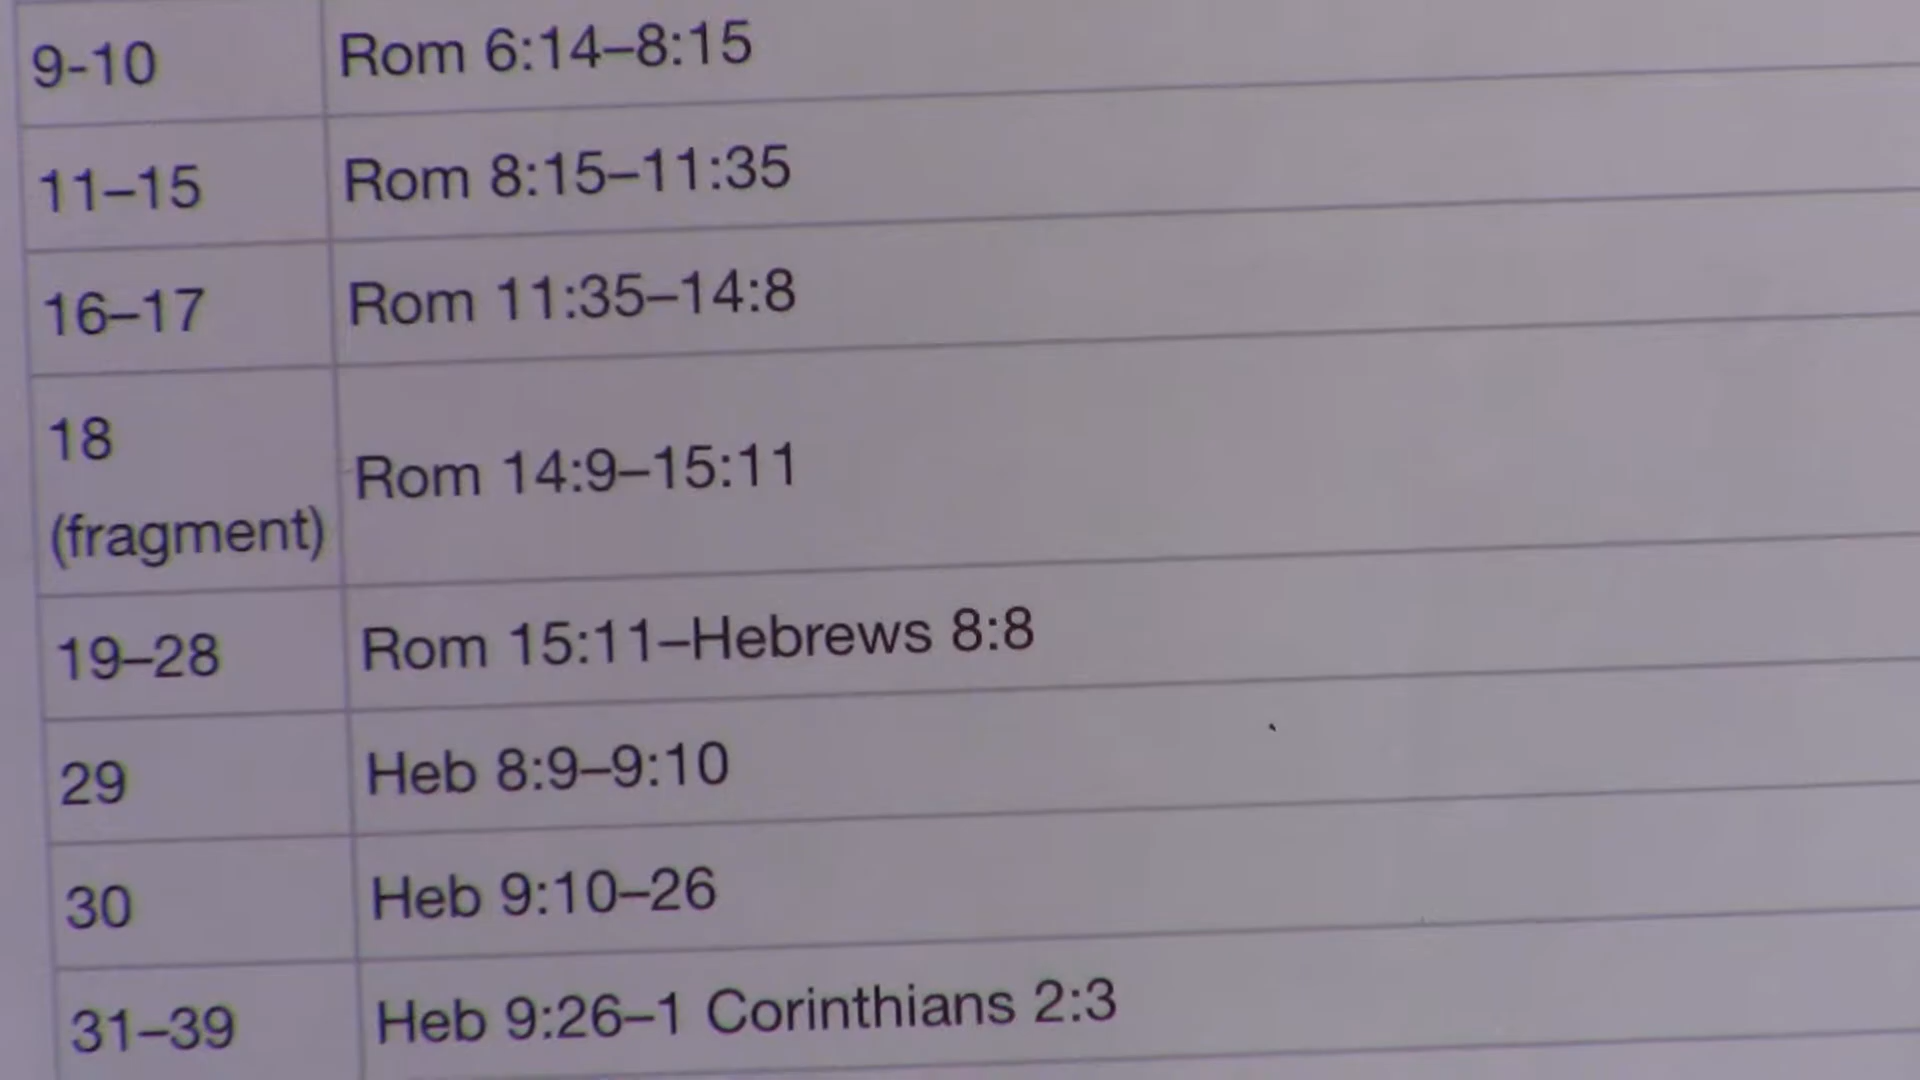 9-10 Rom 6:14–8:15
11–15 Rom 8:15–11:35
16–17 Rom 11:35–14:8
18
(fragment) Rom 14:9–15:11
19–28 Rom 15:11–Hebrews 8:8
29 Heb 8:9–9:10
30 Heb 9:10–26
31–39 Heb 9:26–1 Corinthians 2:3